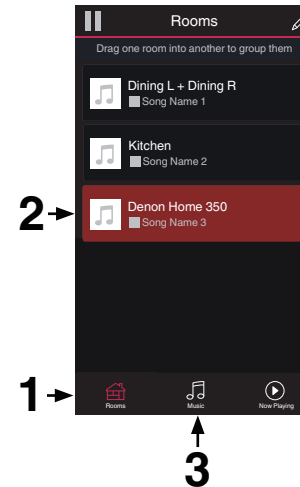 Rooms
Drag one room into another to group them
Dining L + Dining R
Song Name 1
Kitchen
Song Name 2
Denon Home 350
Song Name 3
2
1
Rooms
Music
Now Playing
3